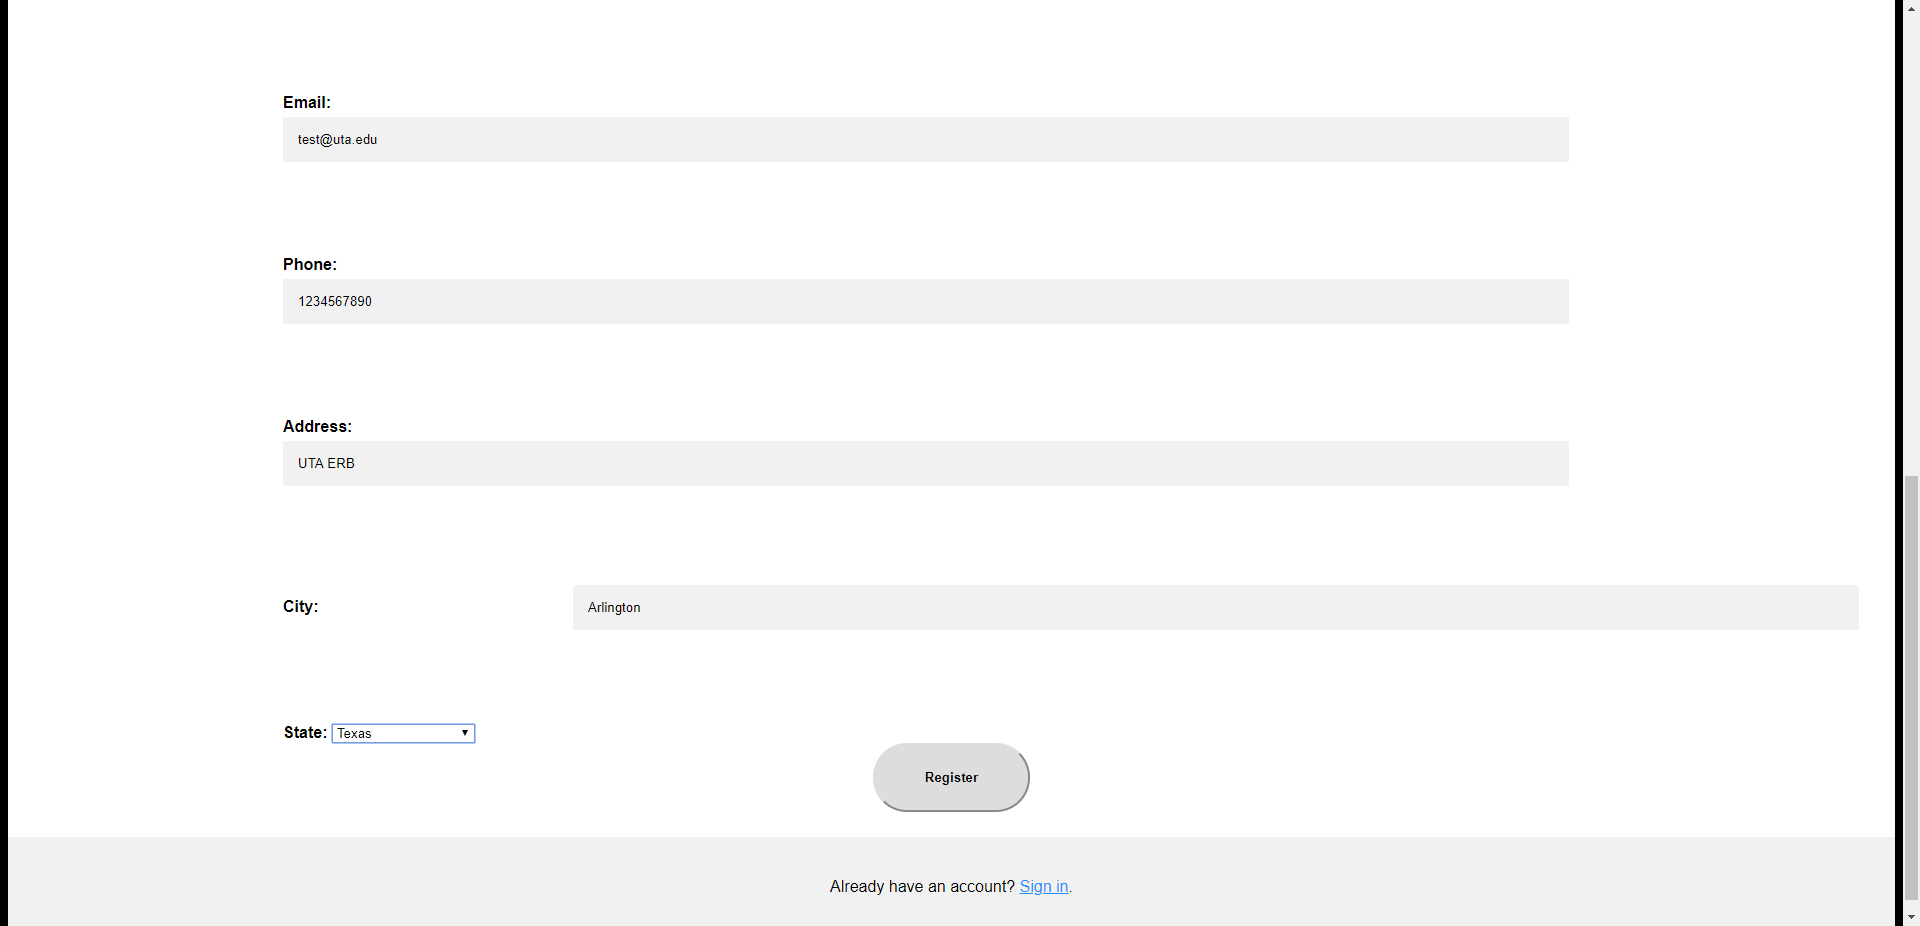 Email:
test@uta.edu
Phone:
1234567890
Address:
UTA ERB
City:
Arlington
State: Texas
Register
Already have an account? Sign in.